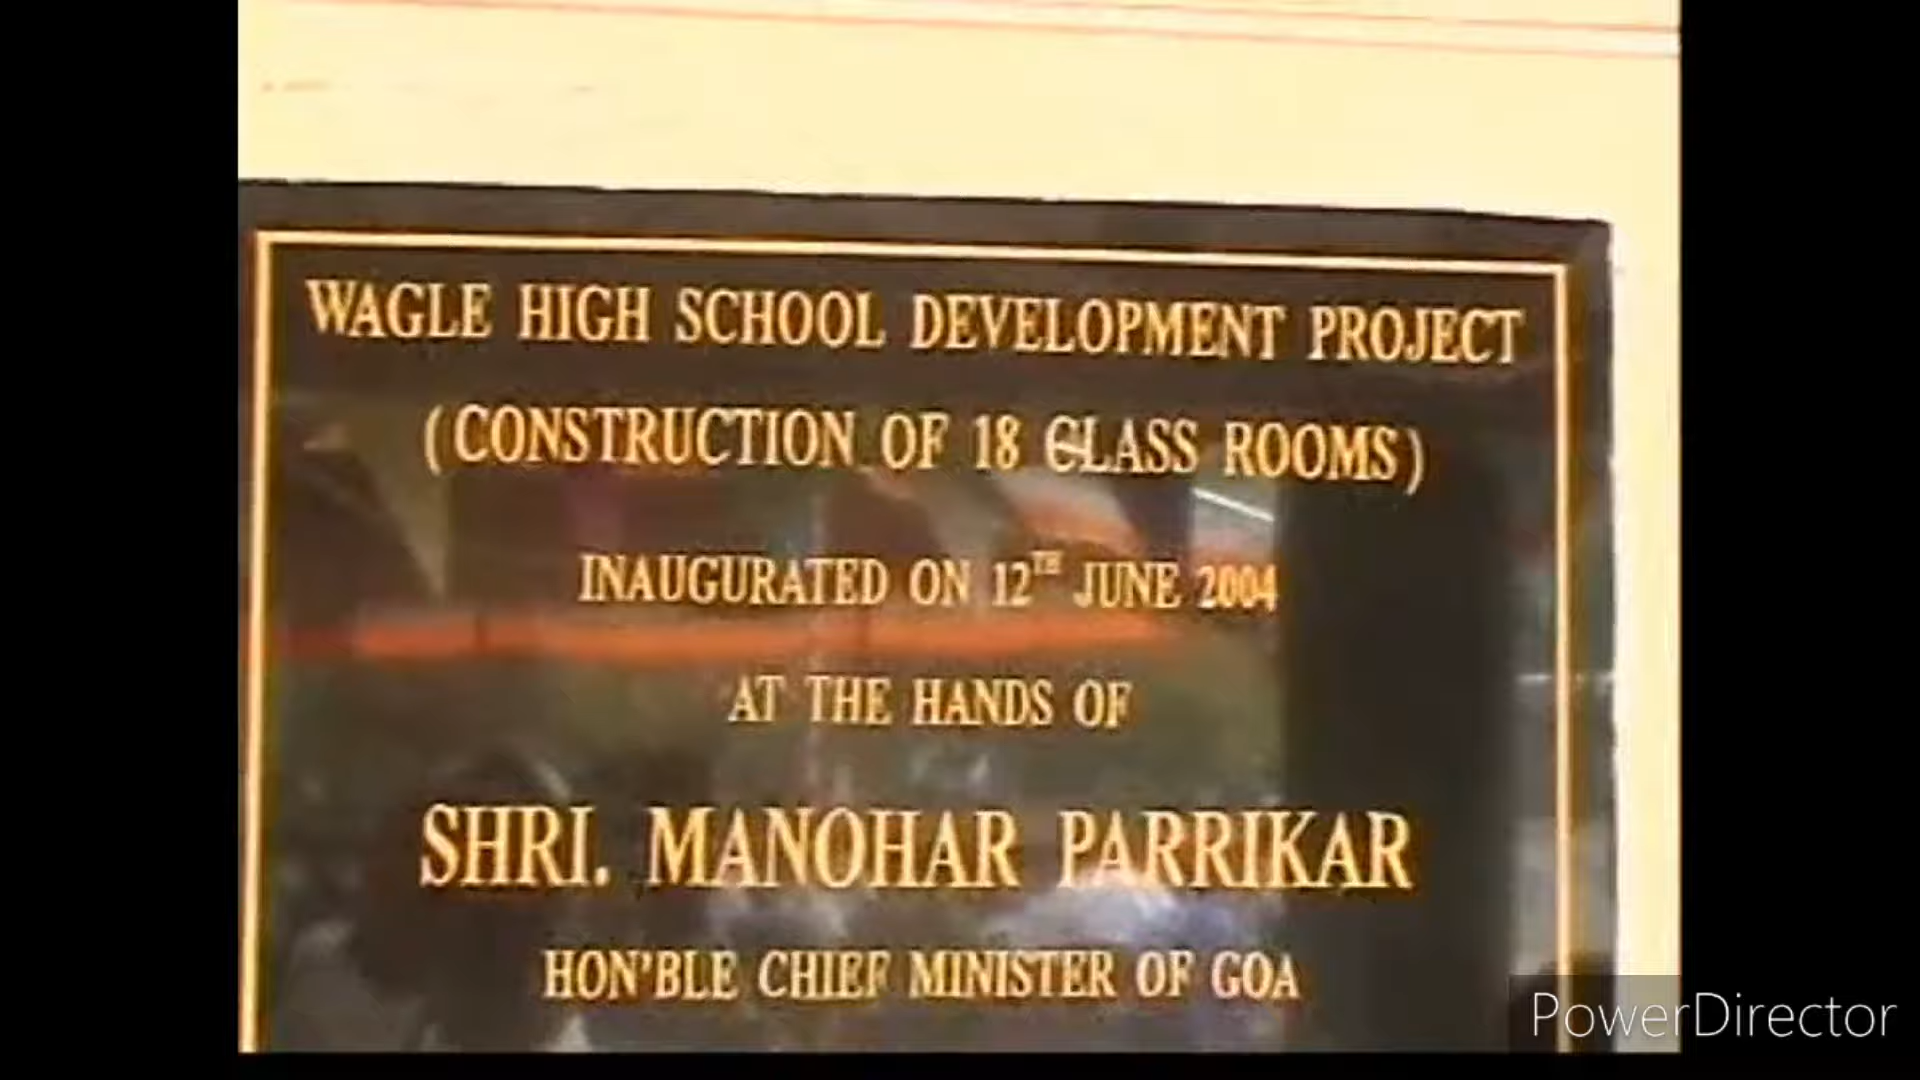 WAGLE HIGH SCHOOL DEVELOPMENT PROJECT
(CONSTRUCTION OF 18 CLASS ROOMS)
INAUGURATED ON 12TH JUNE 2004
AT THE HANDS OF
SHRI. MANOHAR PARRIKAR
HON'BLE CHIEF MINISTER OF GOA
PowerDirector